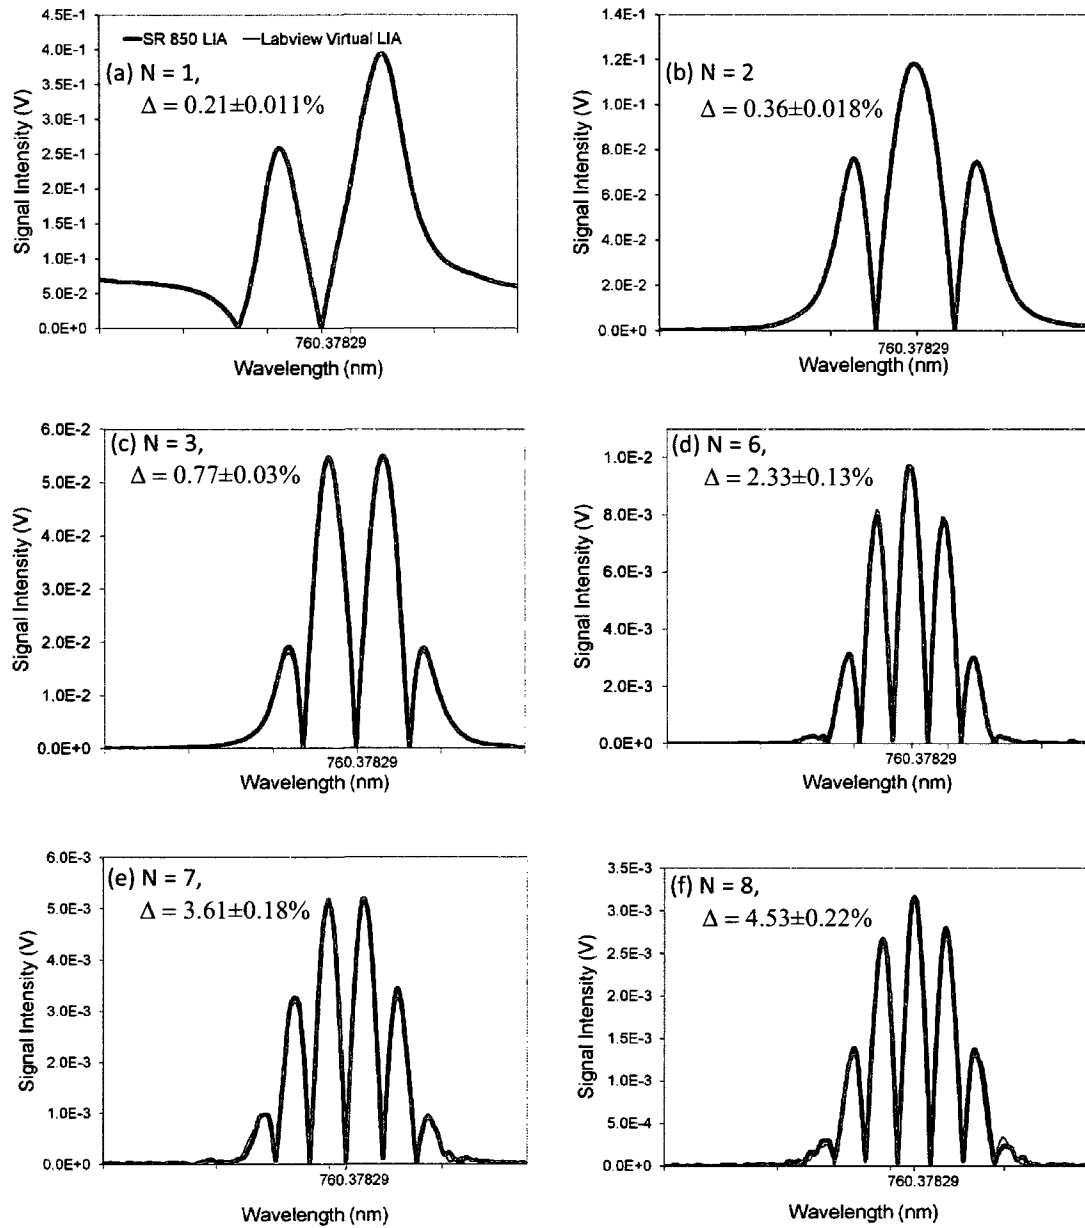 SR 850 LIA Labview Virtual LIA
(a) N = 1,
Δ = 0.21±0.011%
4.5E-1
4.0E-1
3.5E-1
3.0E-1
2.5E-1
2.0E-1
1.5E-1
1.0E-1
5.0E-2
0.0E+0
Signal Intensity (V)
760.37829
Wavelength (nm)
(b) N = 2
Δ = 0.36±0.018%
1.4E-1
1.2E-1
1.0E-1
8.0E-2
6.0E-2
4.0E-2
2.0E-2
0.0E+0
Signal Intensity (V)
760.37829
Wavelength (nm)
(c) N = 3,
Δ = 0.77±0.03%
6.0E-2
5.0E-2
4.0E-2
3.0E-2
2.0E-2
1.0E-2
0.0E+0
Signal Intensity (V)
760.37829
Wavelength (nm)
(d) N = 6,
Δ = 2.33±0.13%
1.0E-2
8.0E-3
6.0E-3
4.0E-3
2.0E-3
0.0E+0
Signal Intensity (V)
760.37829
Wavelength (nm)
(e) N = 7,
Δ = 3.61±0.18%
6.0E-3
5.0E-3
4.0E-3
3.0E-3
2.0E-3
1.0E-3
0.0E+0
Signal Intensity (V)
760.37829
Wavelength (nm)
(f) N = 8,
Δ = 4.53±0.22%
3.5E-3
3.0E-3
2.5E-3
2.0E-3
1.5E-3
1.0E-3
5.0E-4
0.0E+0
Signal Intensity (V)
760.37829
Wavelength (nm)